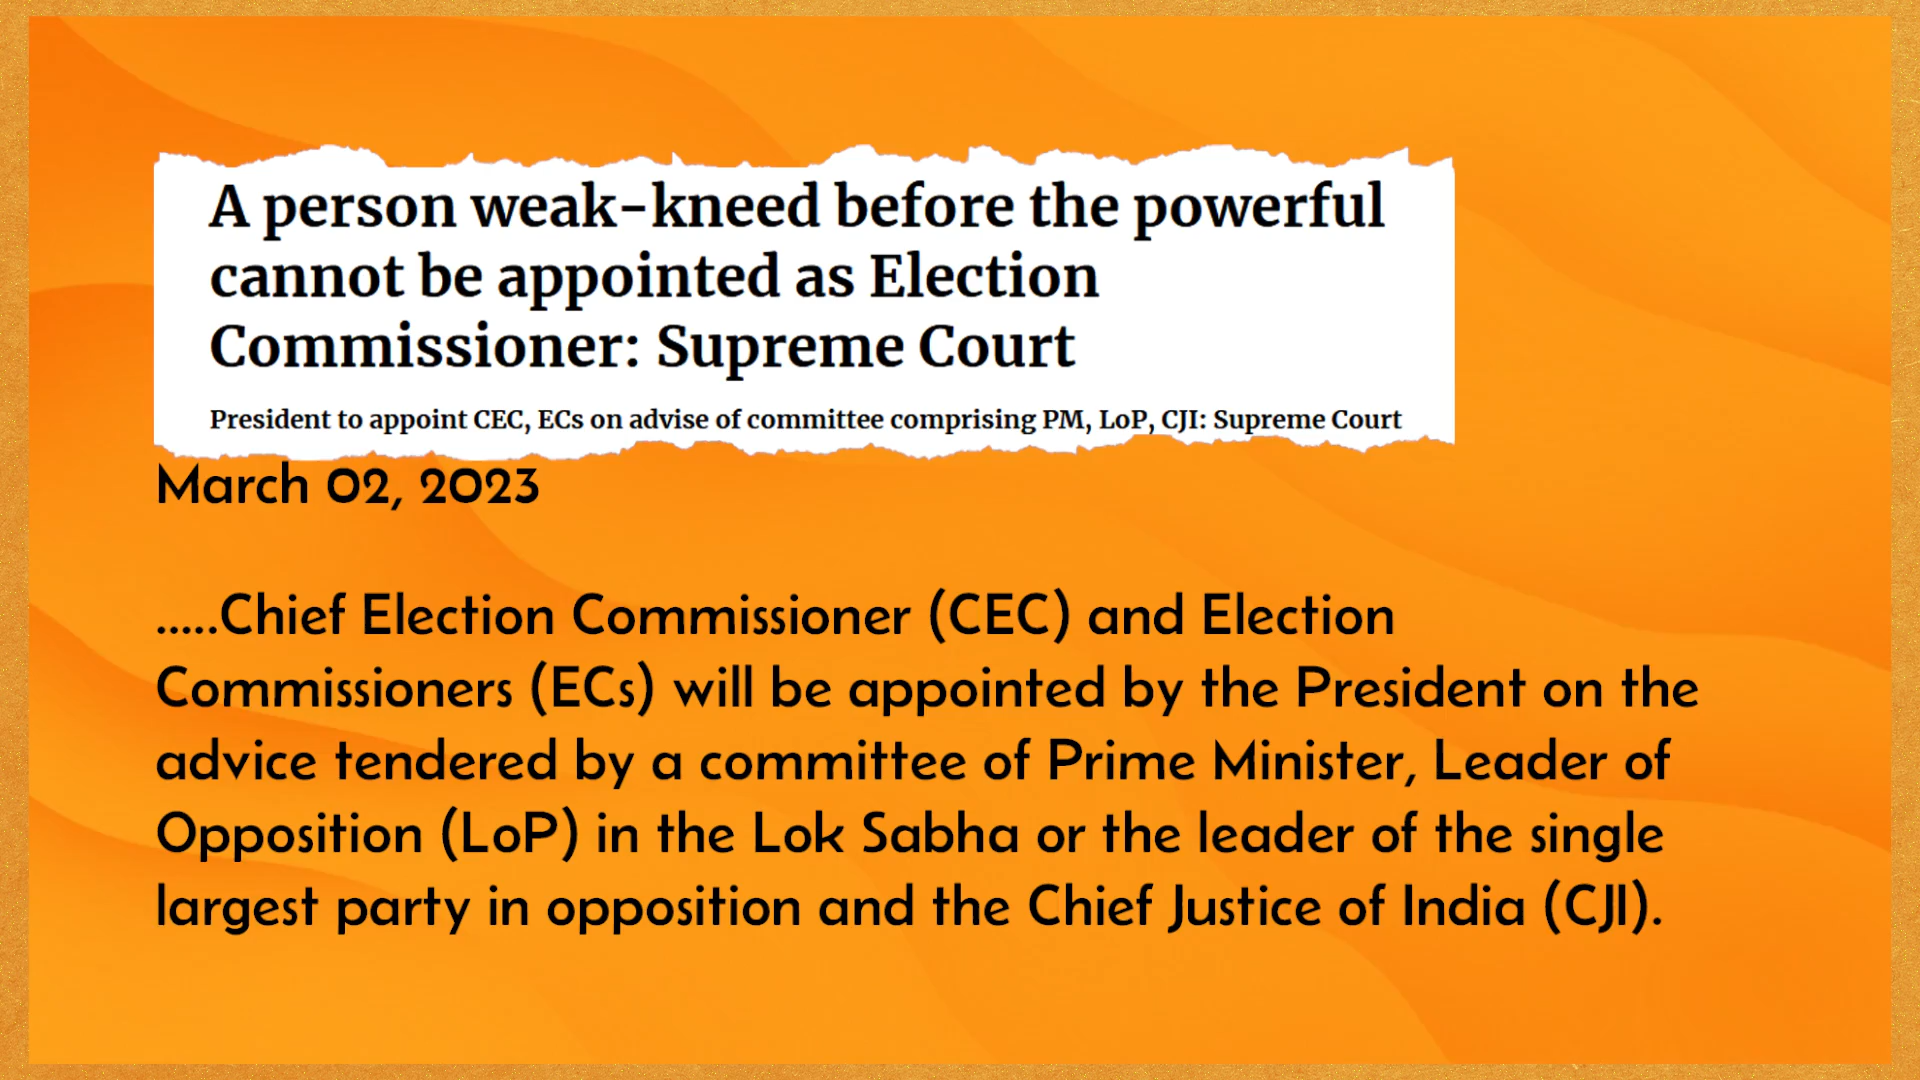 A person weak-kneed before the powerful
cannot be appointed as Election
Commissioner: Supreme Court
President to appoint CEC, ECs on advise of committee comprising PM, LoP, CJI: Supreme Court
March 02, 2023
.....Chief Election Commissioner (CEC) and Election
Commissioners (ECs) will be appointed by the President on the
advice tendered by a committee of Prime Minister, Leader of
Opposition (LoP) in the Lok Sabha or the leader of the single
largest party in opposition and the Chief Justice of India (CJI).